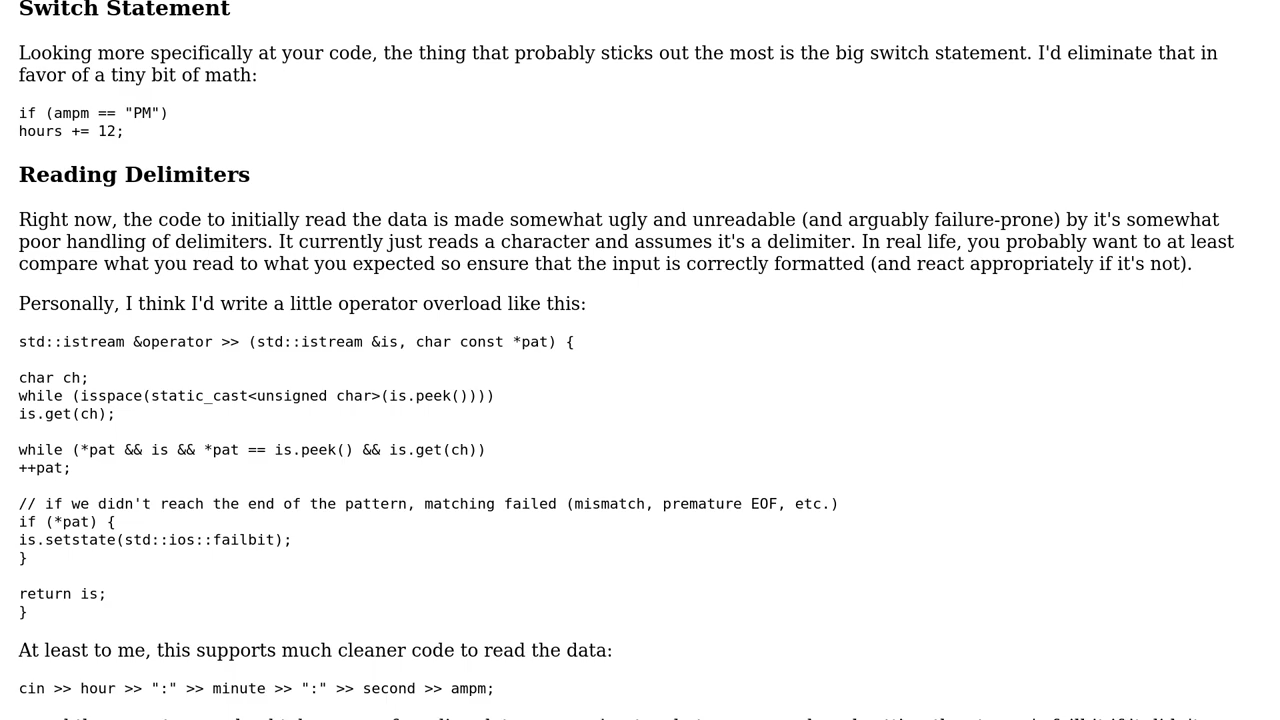 Switch Statement
Looking more specifically at your code, the thing that probably sticks out the most is the big switch statement. I'd eliminate that in
favor of a tiny bit of math:
if (ampm == "PM")
hours += 12;
Reading Delimiters
Right now, the code to initially read the data is made somewhat ugly and unreadable (and arguably failure-prone) by it's somewhat
poor handling of delimiters. It currently just reads a character and assumes it's a delimiter. In real life, you probably want to at least
compare what you read to what you expected so ensure that the input is correctly formatted (and react appropriately if it's not).
Personally, I think I'd write a little operator overload like this:
std::istream &operator >> (std::istream &is, char const *pat) {
char ch;
while (isspace(static_cast<unsigned char>(is.peek())))
is.get(ch);
while (*pat && is && *pat == is.peek() && is.get(ch))
++pat;
// if we didn't reach the end of the pattern, matching failed (mismatch, premature EOF, etc.)
if (*pat) {
is.setstate(std::ios::failbit);
}
return is;
}
At least to me, this supports much cleaner code to read the data:
cin >> hour >> ":" >> minute >> ":" >> second >> ampm;